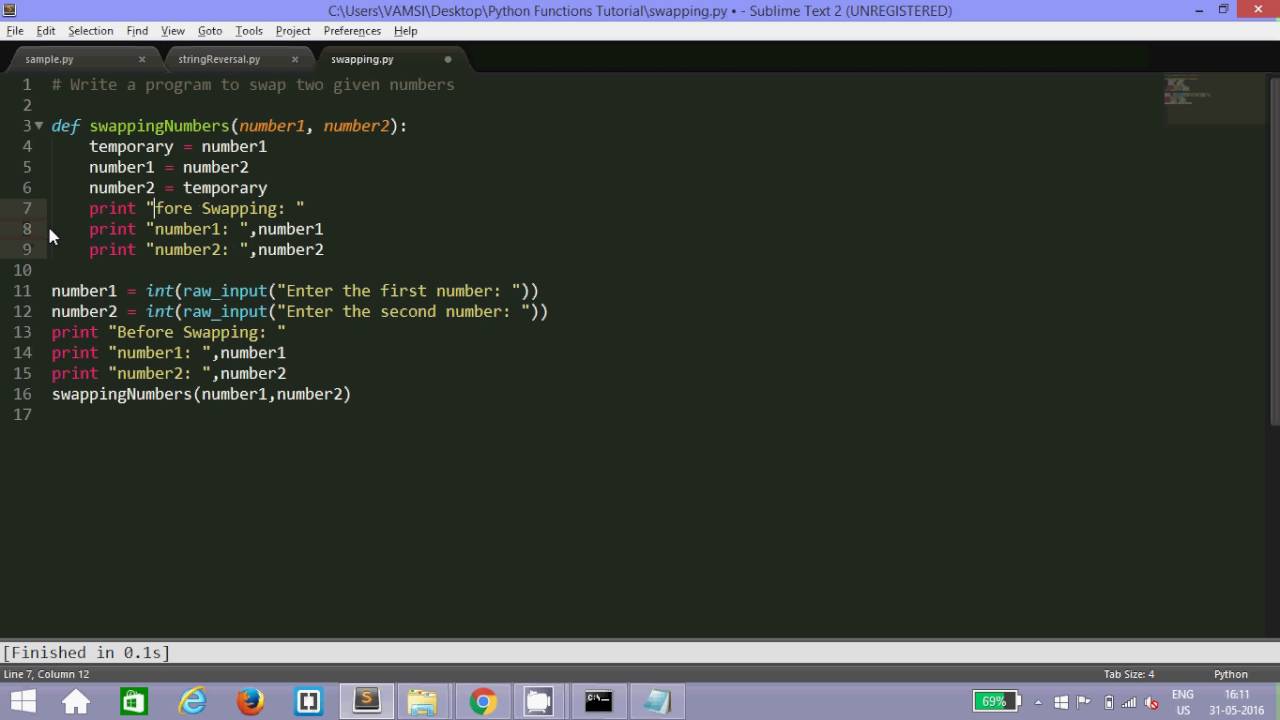 C:\Users\VAMSI\Desktop\Python Functions Tutorial\swapping.py • - Sublime Text 2 (UNREGISTERED)
File Edit Selection Find View Goto Tools Project Preferences Help
sample.py stringReversal.py swapping.py
1 # Write a program to swap two given numbers
2
3 def swappingNumbers(number1, number2):
4 temporary = number1
5 number1 = number2
6 number2 = temporary
7 print "fore Swapping: "
8 print "number1: ",number1
9 print "number2: ",number2
10
11 number1 = int(raw_input("Enter the first number: "))
12 number2 = int(raw_input("Enter the second number: "))
13 print "Before Swapping: "
14 print "number1: ",number1
15 print "number2: ",number2
16 swappingNumbers(number1,number2)
17
[Finished in 0.1s]
Line 7, Column 12 Tab Size: 4 Python
69% ENG 16:11
US 31-05-2016